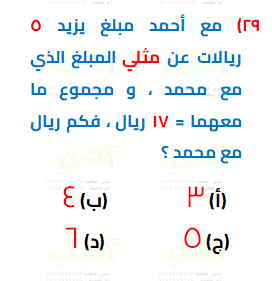 ٢٩) مع أحمد مبلغ يزيد ٥
ريالات عن مثلي المبلغ الذي
مع محمد ، و مجموع ما
معهما = ١٧ ريال ، فكم ريال
مع محمد ؟
(أ) ٣ (ب) ٤
(ج) ٥ (د) ٦